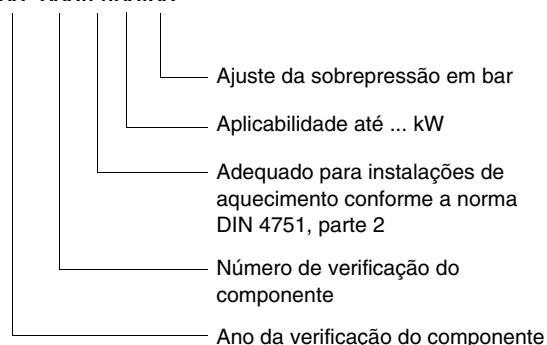 Ajuste da sobrepressão em bar
Aplicabilidade até ... kW
Adequado para instalações de
aquecimento conforme a norma
DIN 4751, parte 2
Número de verificação do
componente
Ano da verificação do componente